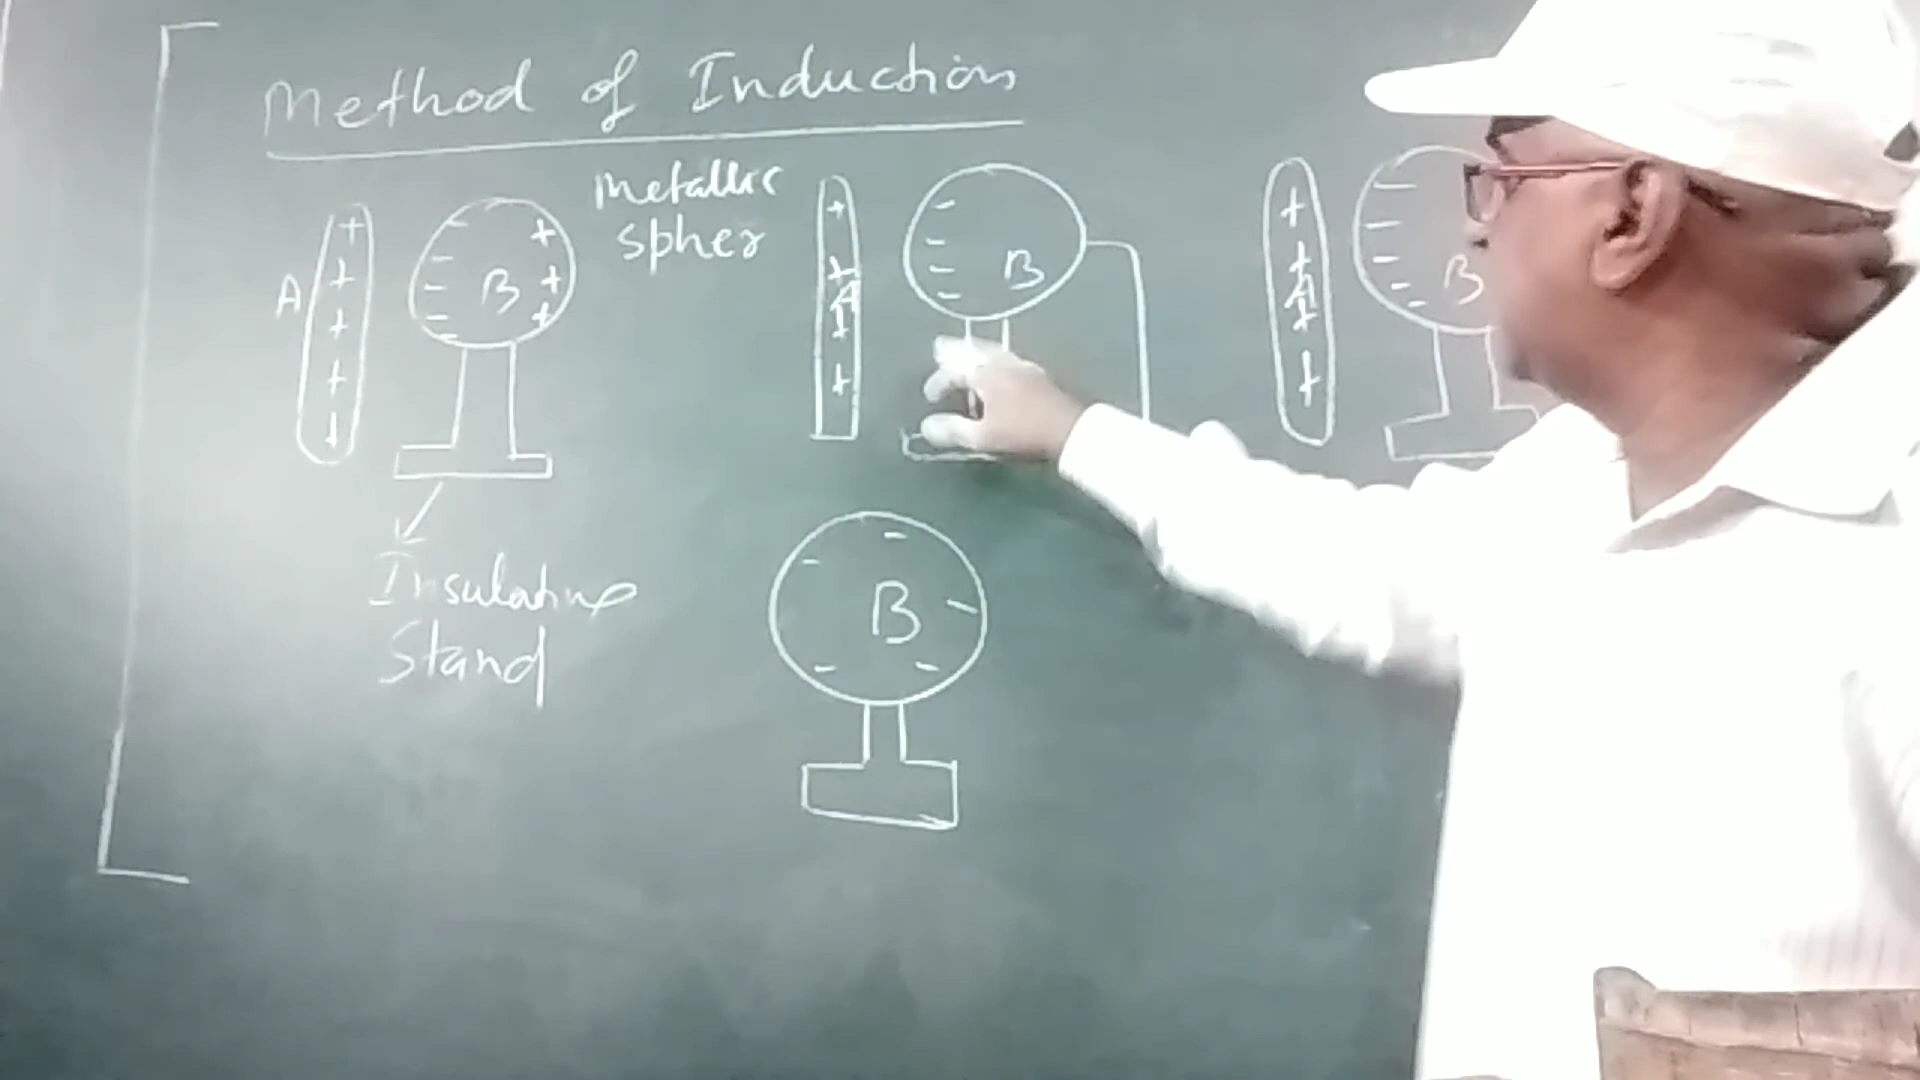 Method of Induction
Metallic
spher
A
B
A
B
A
B
Insulating
Stand
B